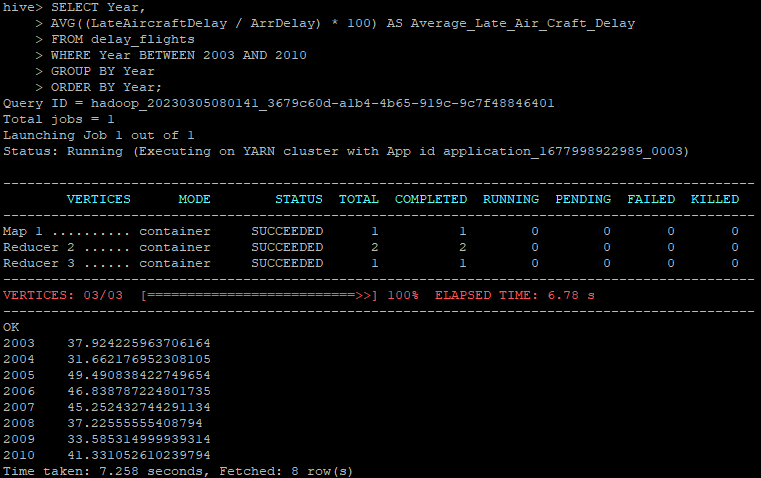 hive> SELECT Year,
    > AVG((LateAircraftDelay / ArrDelay) * 100) AS Average_Late_Air_Craft_Delay
    > FROM delay_flights
    > WHERE Year BETWEEN 2003 AND 2010
    > GROUP BY Year
    > ORDER BY Year;
Query ID = hadoop_20230305080141_3679c60d-a1b4-4b65-919c-9c7f48846401
Total jobs = 1
Launching Job 1 out of 1
Status: Running (Executing on YARN cluster with App id application_1677998922989_0003)
----------------------------------------------------------------------------------------------
        VERTICES      MODE        STATUS  TOTAL  COMPLETED  RUNNING  PENDING  FAILED  KILLED
----------------------------------------------------------------------------------------------
Map 1 .......... container     SUCCEEDED      1          1        0        0       0       0
Reducer 2 ...... container     SUCCEEDED      2          2        0        0       0       0
Reducer 3 ...... container     SUCCEEDED      1          1        0        0       0       0
----------------------------------------------------------------------------------------------
VERTICES: 03/03  [==========================>>] 100%  ELAPSED TIME: 6.78 s
----------------------------------------------------------------------------------------------
OK
2003    37.924225963706164
2004    31.662176952308105
2005    49.490838422749654
2006    46.838787224801735
2007    45.252432744291134
2008    37.22555555408794
2009    33.585314999939314
2010    41.331052610239794
Time taken: 7.258 seconds, Fetched: 8 row(s)